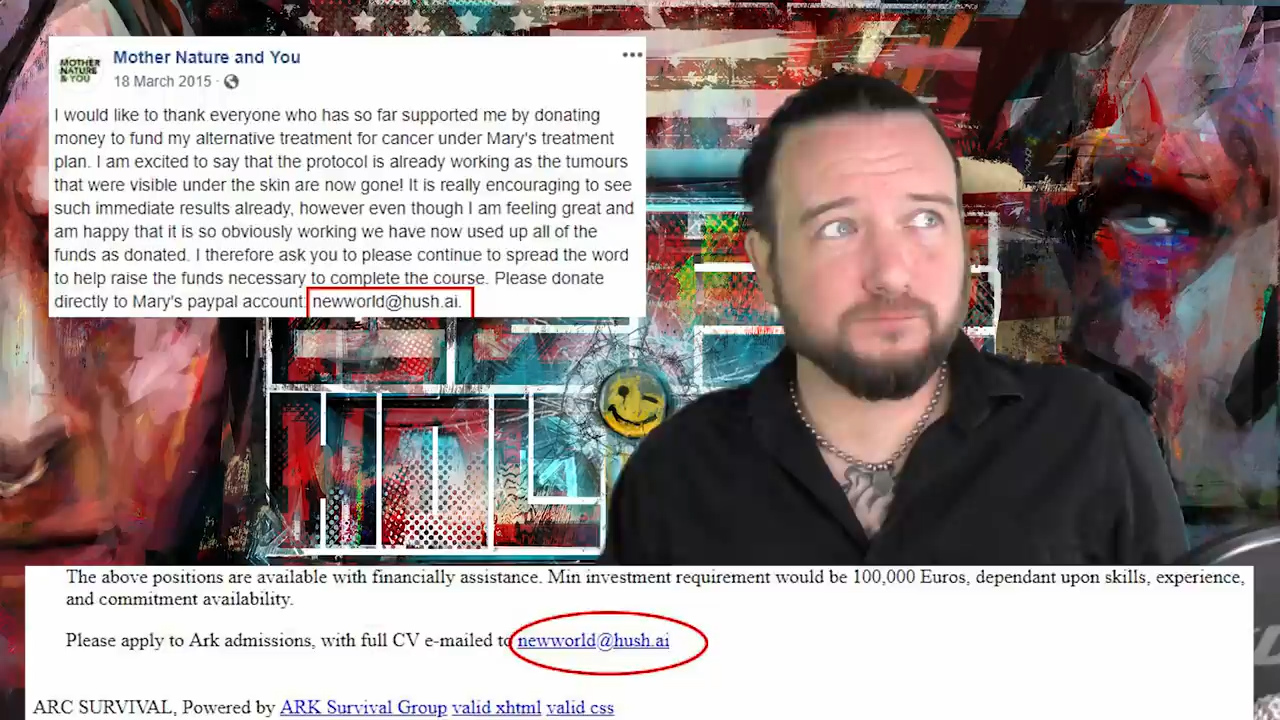 MOTHER
NATURE
& YOU
Mother Nature and You
18 March 2015 ·
I would like to thank everyone who has so far supported me by donating
money to fund my alternative treatment for cancer under Mary's treatment
plan. I am excited to say that the protocol is already working as the tumours
that were visible under the skin are now gone! It is really encouraging to see
such immediate results already, however even though I am feeling great and
am happy that it is so obviously working we have now used up all of the
funds as donated. I therefore ask you to please continue to spread the word
to help raise the funds necessary to complete the course. Please donate
directly to Mary's paypal account: newworld@hush.ai.
The above positions are available with financially assistance. Min investment requirement would be 100,000 Euros, dependant upon skills, experience,
and commitment availability.
Please apply to Ark admissions, with full CV e-mailed to newworld@hush.ai
ARC SURVIVAL, Powered by ARK Survival Group valid xhtml valid css